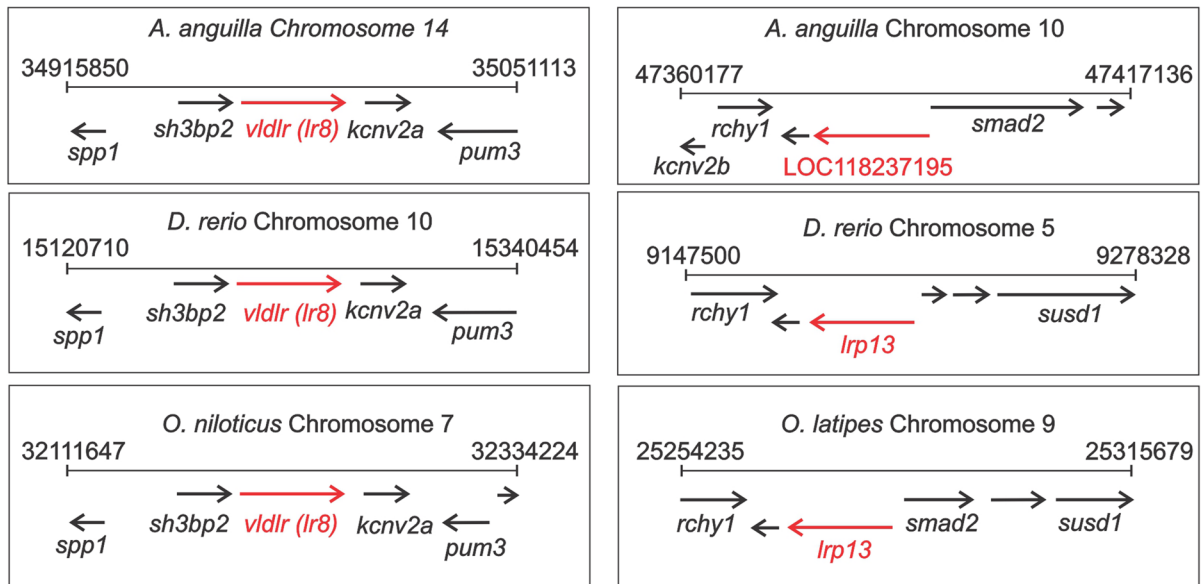 A. anguilla Chromosome 14
34915850 35051113
sh3bp2 vldlr (lr8) kcnv2a
spp1 pum3
A. anguilla Chromosome 10
47360177 47417136
rchy1 smad2
kcnv2b LOC118237195
D. rerio Chromosome 10
15120710 15340454
sh3bp2 vldlr (lr8) kcnv2a
spp1 pum3
D. rerio Chromosome 5
9147500 9278328
rchy1 susd1
lrp13
O. niloticus Chromosome 7
32111647 32334224
sh3bp2 vldlr (lr8) kcnv2a
spp1 pum3
O. latipes Chromosome 9
25254235 25315679
rchy1 smad2 susd1
lrp13